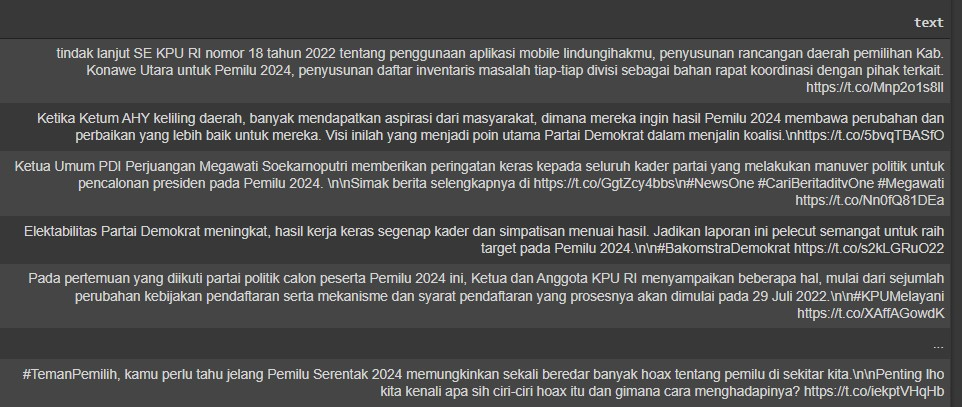 text
tindak lanjut SE KPU RI nomor 18 tahun 2022 tentang penggunaan aplikasi mobile lindungihakmu, penyusunan rancangan daerah pemilihan Kab.
Konawe Utara untuk Pemilu 2024, penyusunan daftar inventaris masalah tiap-tiap divisi sebagai bahan rapat koordinasi dengan pihak terkait.
https://t.co/Mnp2o1s8lI
Ketika Ketum AHY keliling daerah, banyak mendapatkan aspirasi dari masyarakat, dimana mereka ingin hasil Pemilu 2024 membawa perubahan dan
perbaikan yang lebih baik untuk mereka. Visi inilah yang menjadi poin utama Partai Demokrat dalam menjalin koalisi.\nhttps://t.co/5bvqTBASfO
Ketua Umum PDI Perjuangan Megawati Soekarnoputri memberikan peringatan keras kepada seluruh kader partai yang melakukan manuver politik untuk
pencalonan presiden pada Pemilu 2024. \n\nSimak berita selengkapnya di https://t.co/GgtZcy4bbs\n#NewsOne #CariBeritaditvOne #Megawati
https://t.co/Nn0fQ81DEa
Elektabilitas Partai Demokrat meningkat, hasil kerja keras segenap kader dan simpatisan menuai hasil. Jadikan laporan ini pelecut semangat untuk raih
target pada Pemilu 2024.\n\n#BakomstraDemokrat https://t.co/s2kLGRuO22
Pada pertemuan yang diikuti partai politik calon peserta Pemilu 2024 ini, Ketua dan Anggota KPU RI menyampaikan beberapa hal, mulai dari sejumlah
perubahan kebijakan pendaftaran serta mekanisme dan syarat pendaftaran yang prosesnya akan dimulai pada 29 Juli 2022.\n\n#KPUMelayani
https://t.co/XAffAGowdK
...
#TemanPemilih, kamu perlu tahu jelang Pemilu Serentak 2024 memungkinkan sekali beredar banyak hoax tentang pemilu di sekitar kita.\n\nPenting lho
kita kenali apa sih ciri-ciri hoax itu dan gimana cara menghadapinya? https://t.co/iekptVHqHb